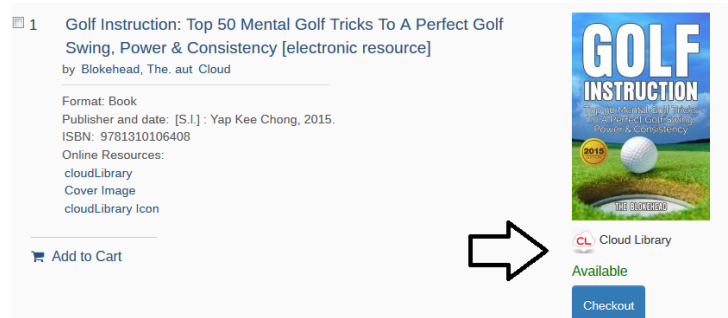 1 Golf Instruction: Top 50 Mental Golf Tricks To A Perfect Golf
Swing, Power & Consistency [electronic resource]
by Blokehead, The. aut Cloud
Format: Book
Publisher and date: [S.l.] : Yap Kee Chong, 2015.
ISBN: 9781310106408
Online Resources:
cloudLibrary
Cover Image
cloudLibrary Icon
Add to Cart
GOLF
INSTRUCTION
Top 50 Mental Golf Tricks
To A Perfect Golf Swing,
Power & Consistency
2015
THE BLOKEHEAD
CL Cloud Library
Available
Checkout